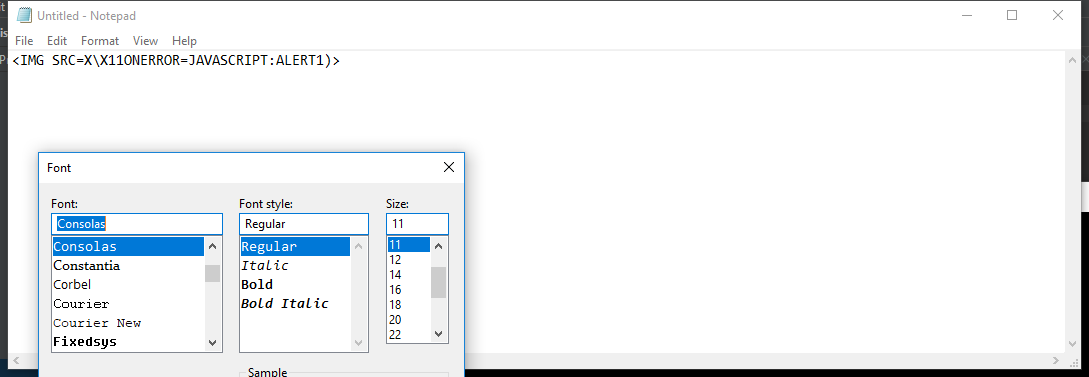 Untitled - Notepad
File Edit Format View Help
<IMG SRC=X\X11ONERROR=JAVASCRIPT:ALERT1)>
Font
Font: Font style: Size:
Consolas Regular 11
Consolas Regular 11
Constantia Italic 12
Corbel Bold 14
Courier Bold Italic 16
Courier New 18
Fixedsys 20
22
Sample